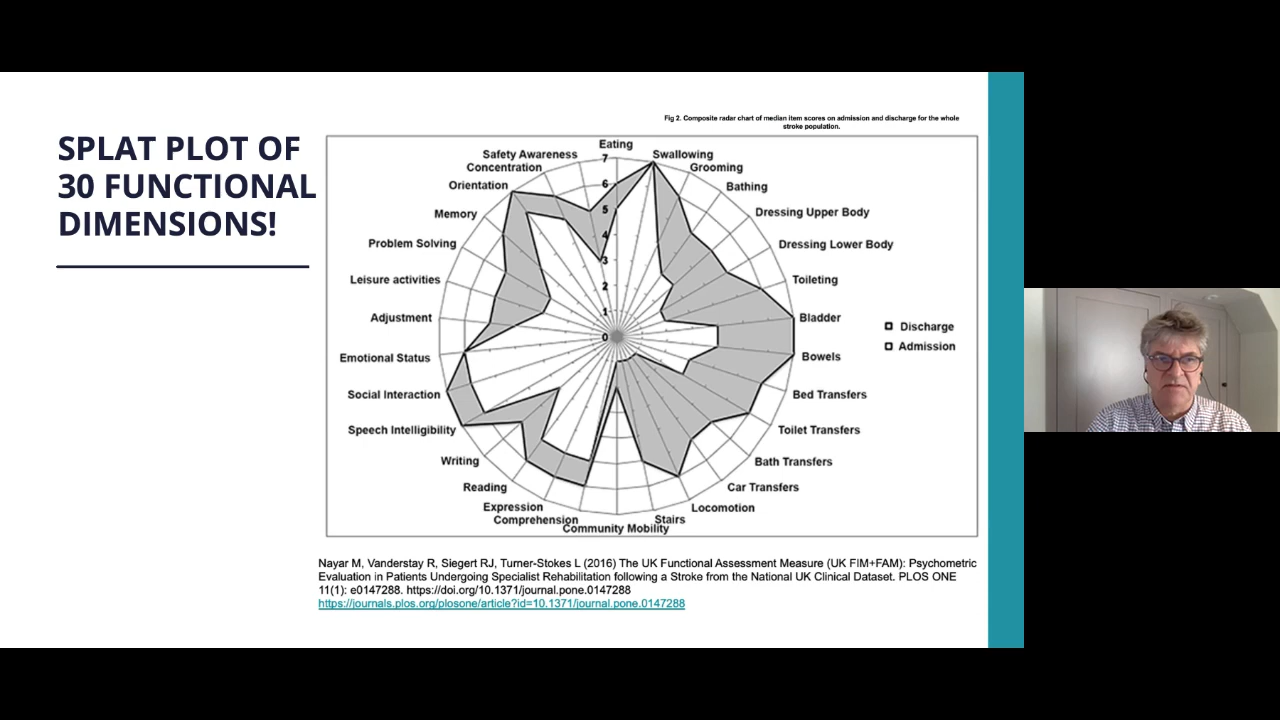 SPLAT PLOT OF
30 FUNCTIONAL
DIMENSIONS!
Fig 2. Composite radar chart of median item scores on admission and discharge for the whole
stroke population.
Eating
Swallowing
Grooming
Bathing
Dressing Upper Body
Dressing Lower Body
Toileting
Bladder
Bowels
Bed Transfers
Toilet Transfers
Bath Transfers
Car Transfers
Locomotion
Stairs
Community Mobility
Comprehension
Expression
Reading
Writing
Speech Intelligibility
Social Interaction
Emotional Status
Adjustment
Leisure activities
Problem Solving
Memory
Orientation
Concentration
Safety Awareness
7
6
5
4
3
2
1
0
Discharge
Admission
Nayar M, Vanderstay R, Siegert RJ, Turner-Stokes L (2016) The UK Functional Assessment Measure (UK FIM+FAM): Psychometric
Evaluation in Patients Undergoing Specialist Rehabilitation following a Stroke from the National UK Clinical Dataset. PLOS ONE
11(1): e0147288. https://doi.org/10.1371/journal.pone.0147288
https://journals.plos.org/plosone/article?id=10.1371/journal.pone.0147288